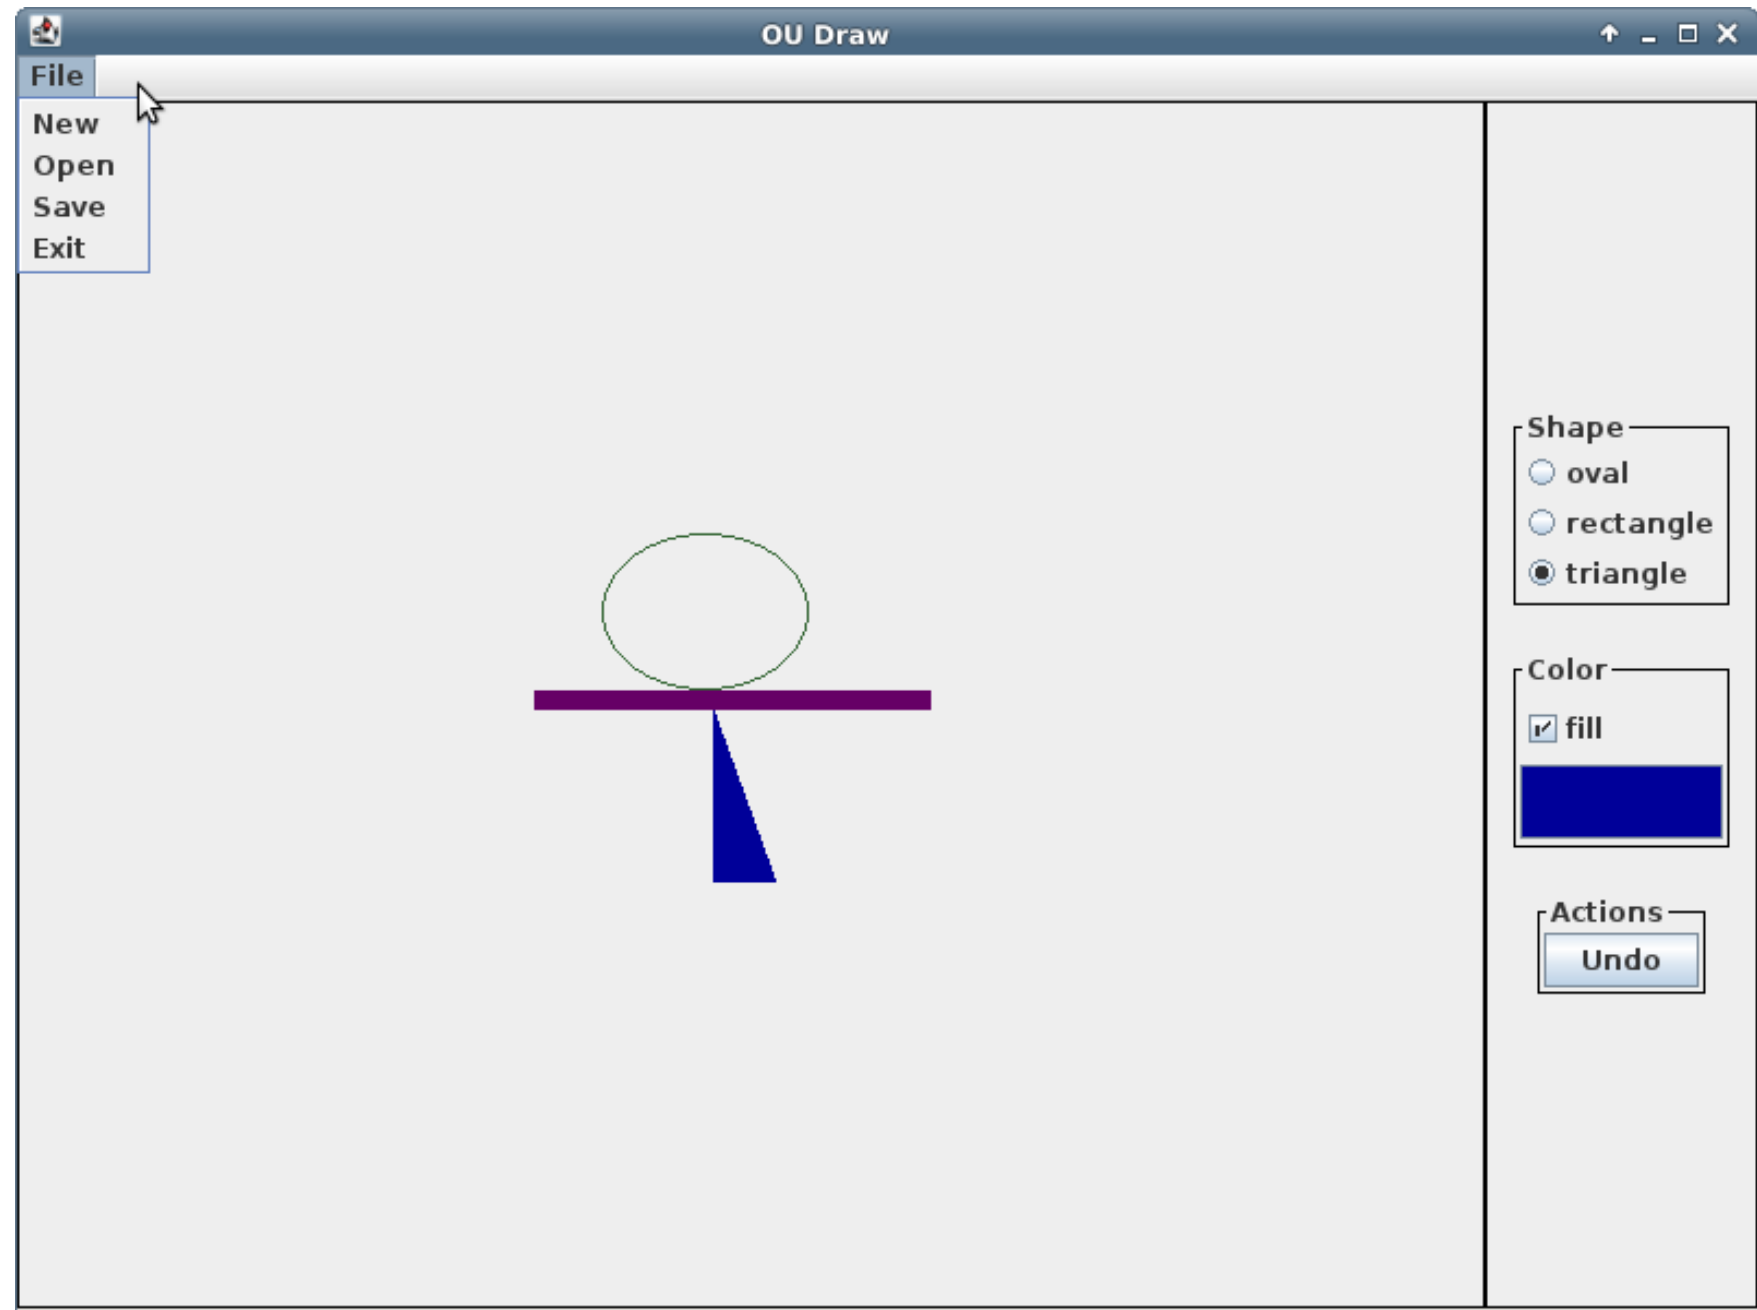 OU Draw
File
New
Open
Save
Exit
Shape
oval
rectangle
triangle
Color
fill
Actions
Undo